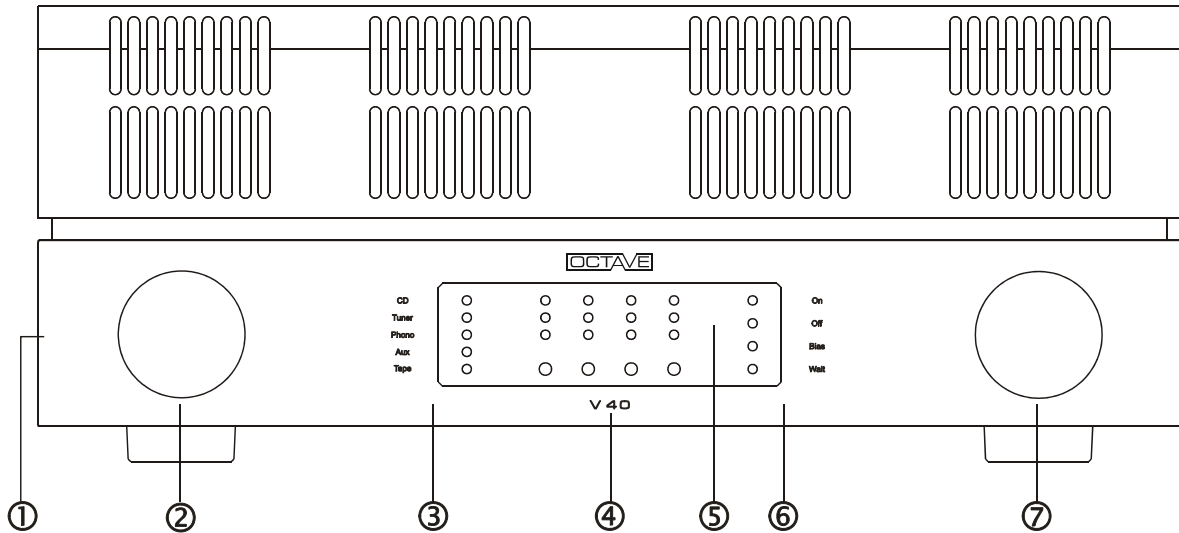 OCTAVE
CD
Tuner
Phono
Aux
Tape
On
Off
Bias
Wait
V 40
① ② ③ ④ ⑤ ⑥ ⑦